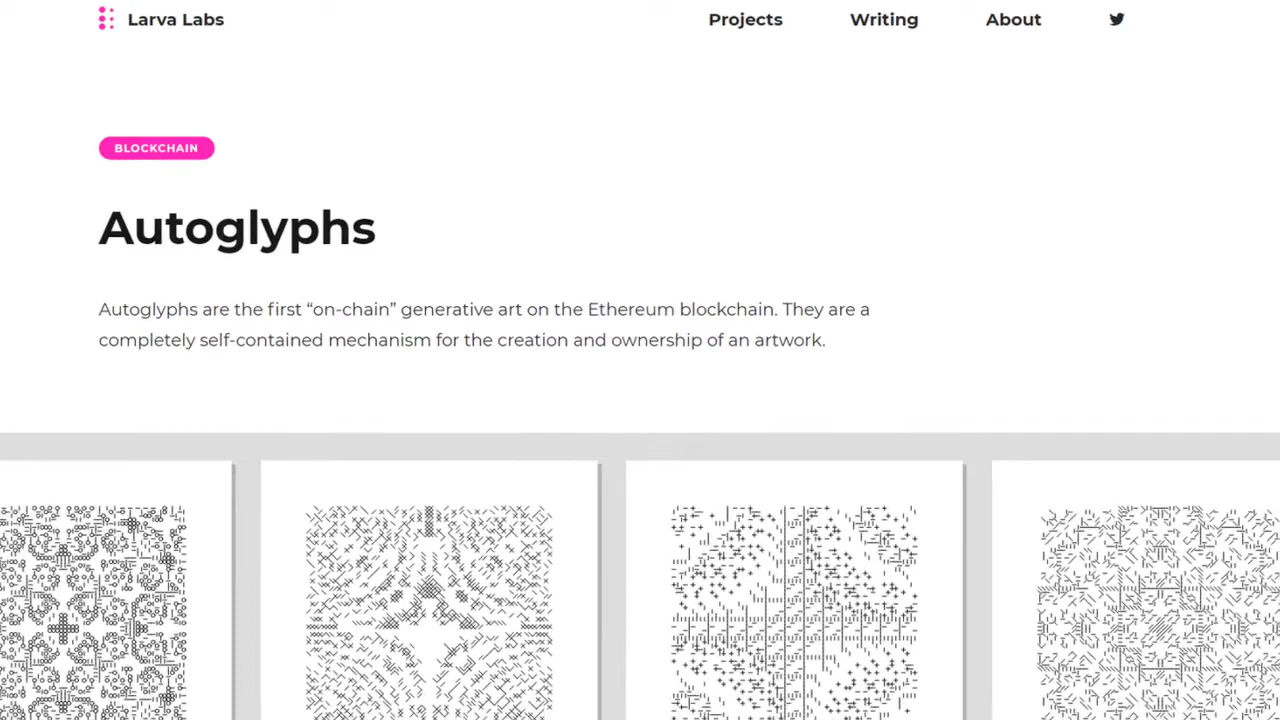 Larva Labs
Projects
Writing
About
BLOCKCHAIN
Autoglyphs
Autoglyphs are the first “on-chain” generative art on the Ethereum blockchain. They are a
completely self-contained mechanism for the creation and ownership of an artwork.